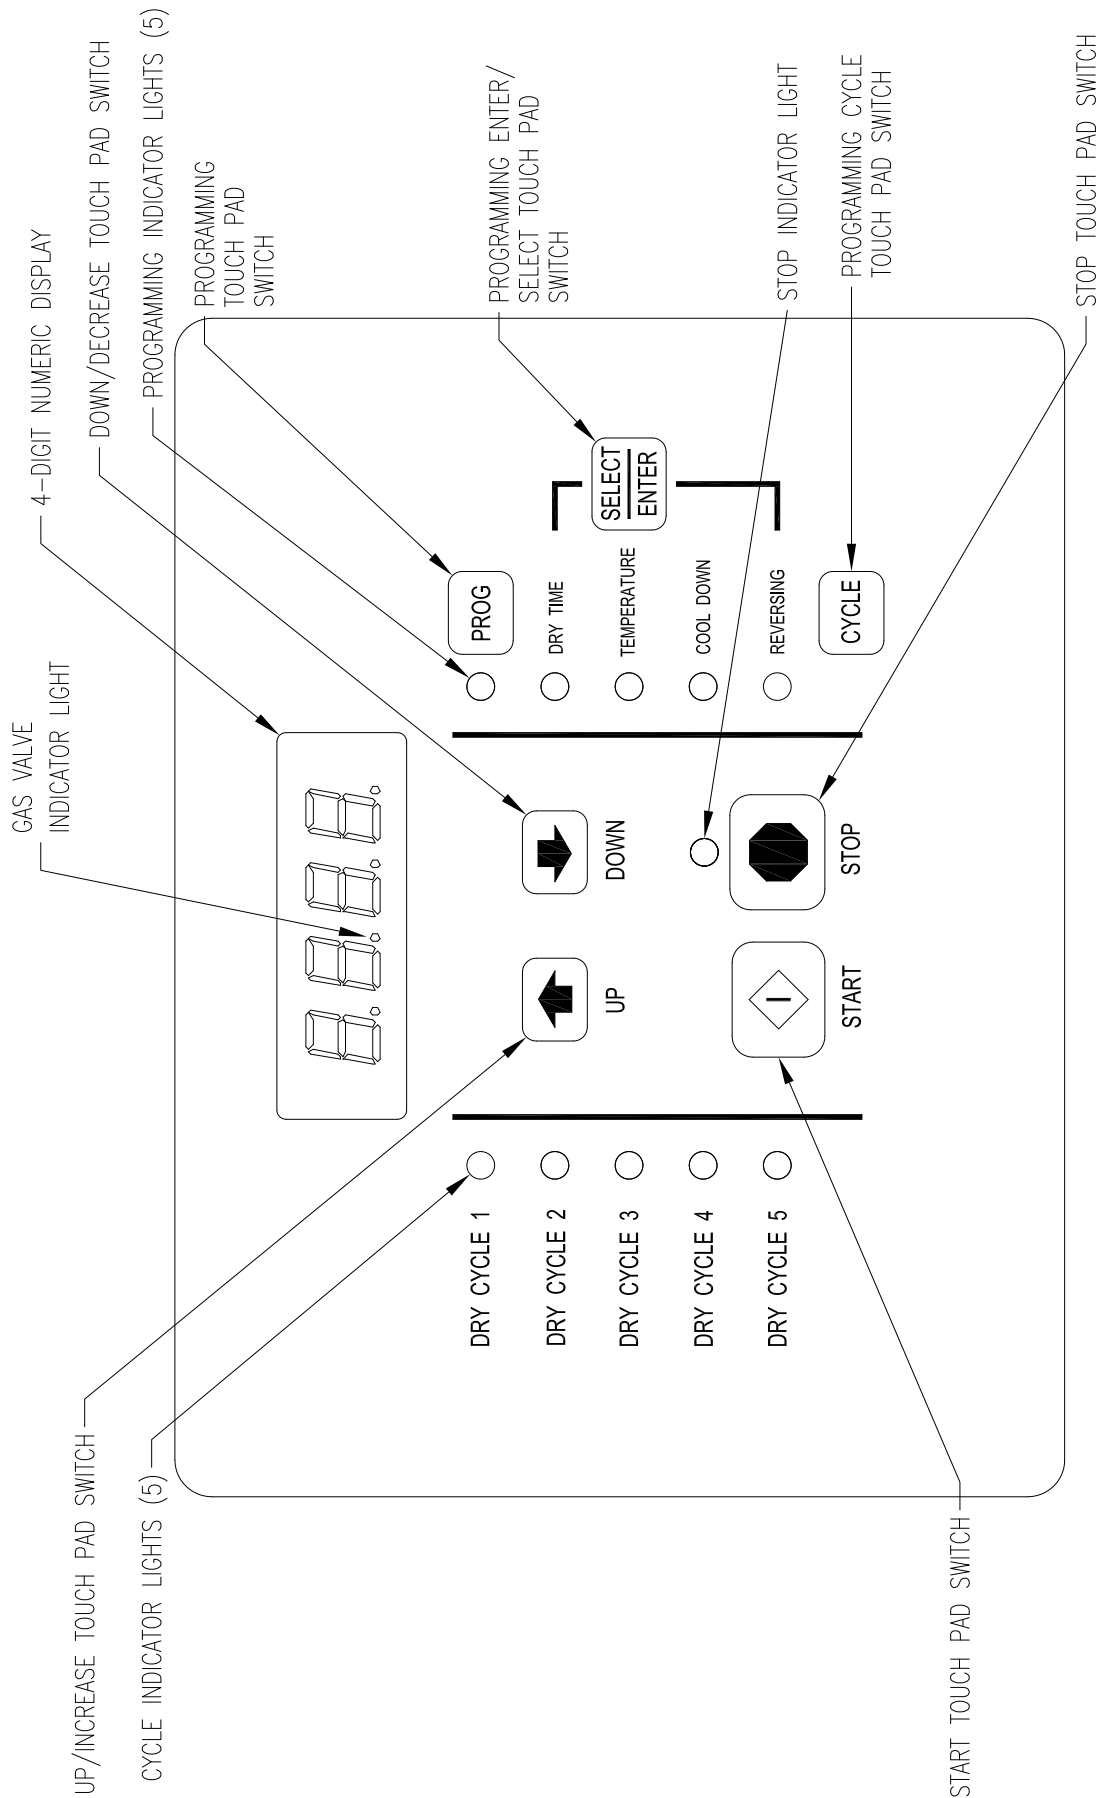 GAS VALVE
INDICATOR LIGHT
4-DIGIT NUMERIC DISPLAY
UP/INCREASE TOUCH PAD SWITCH
DOWN/DECREASE TOUCH PAD SWITCH
CYCLE INDICATOR LIGHTS (5)
PROGRAMMING INDICATOR LIGHTS (5)
PROGRAMMING
TOUCH PAD
SWITCH
DRY CYCLE 1
DRY CYCLE 2
DRY CYCLE 3
DRY CYCLE 4
DRY CYCLE 5
UP
DOWN
START
STOP
PROG
DRY TIME
TEMPERATURE
COOL DOWN
REVERSING
CYCLE
SELECT
ENTER
PROGRAMMING ENTER/
SELECT TOUCH PAD
SWITCH
STOP INDICATOR LIGHT
PROGRAMMING CYCLE
TOUCH PAD SWITCH
START TOUCH PAD SWITCH
STOP TOUCH PAD SWITCH